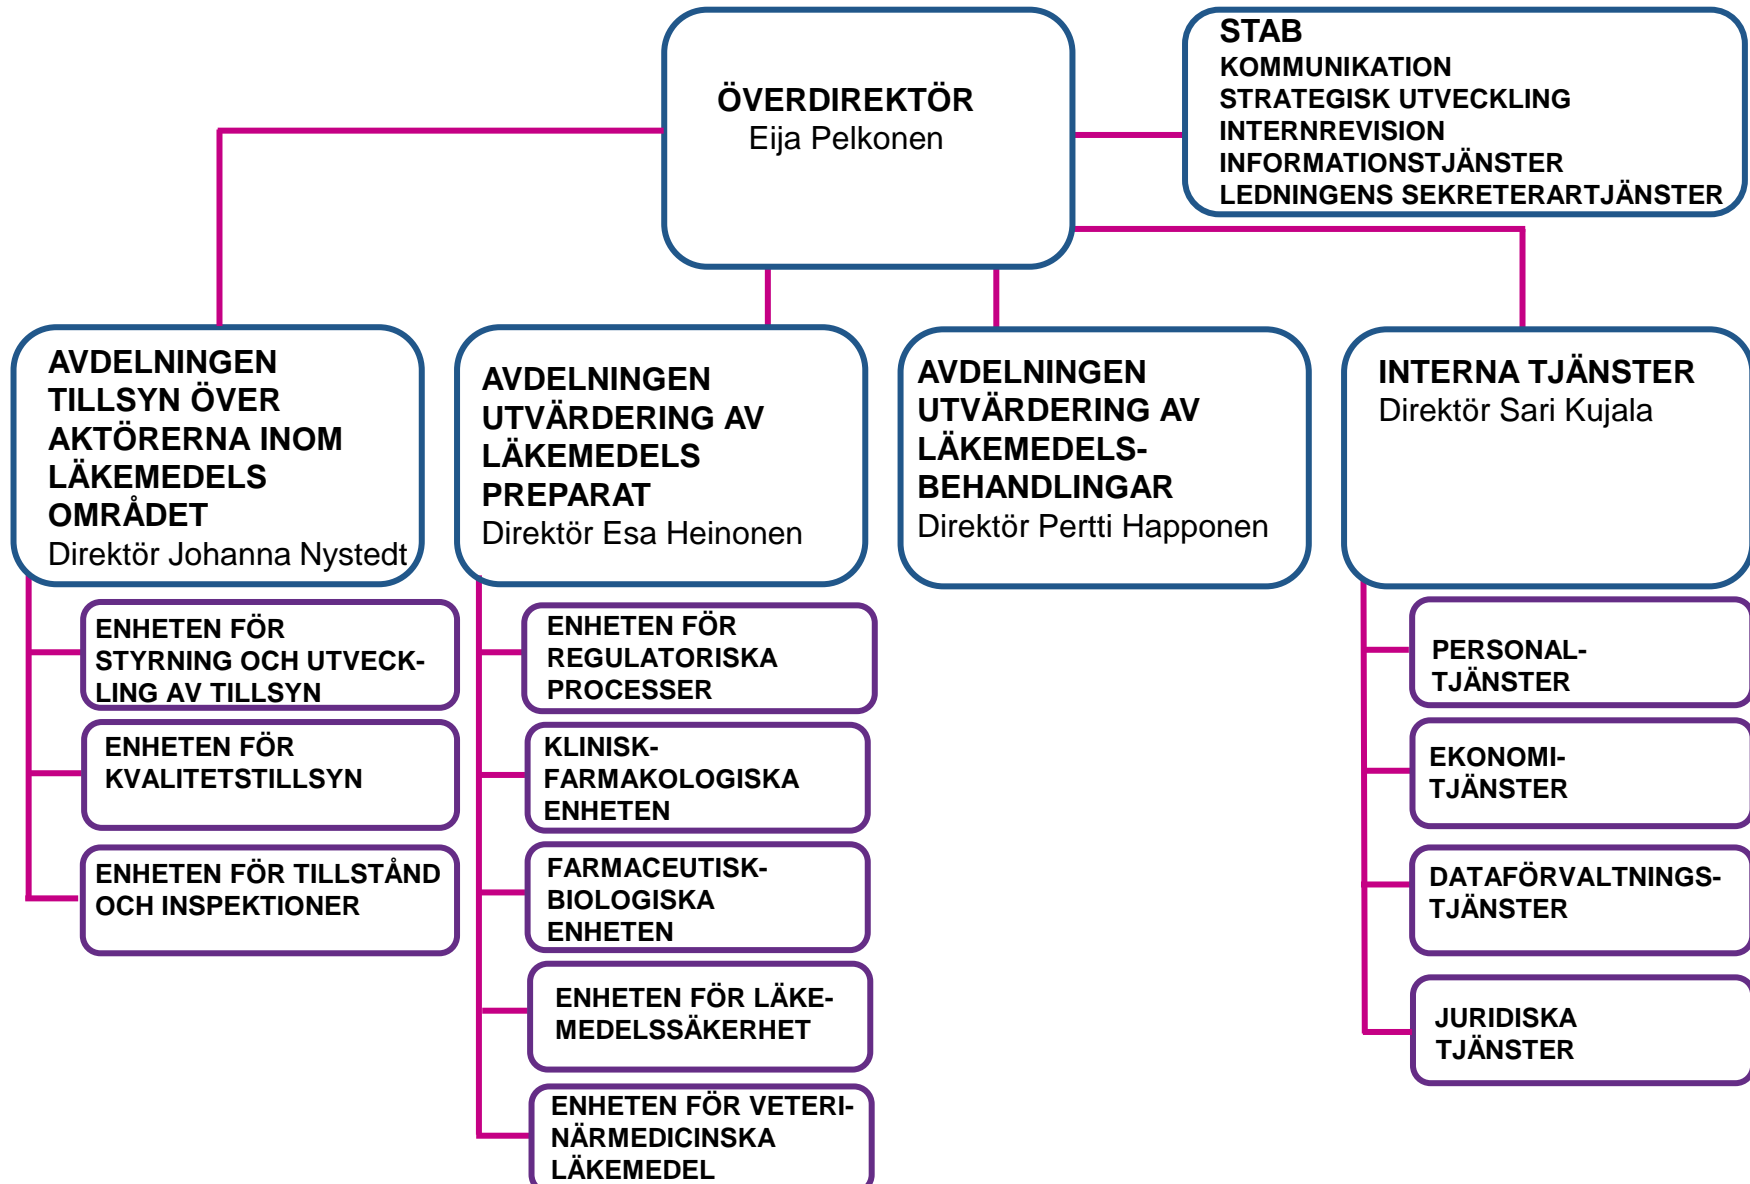 ÖVERDIREKTÖR
Eija Pelkonen
STAB
KOMMUNIKATION
STRATEGISK UTVECKLING
INTERNREVISION
INFORMATIONSTJÄNSTER
LEDNINGENS SEKRETERARTJÄNSTER
AVDELNINGEN
TILLSYN ÖVER
AKTÖRERNA INOM
LÄKEMEDELS
OMRÅDET
Direktör Johanna Nystedt
ENHETEN FÖR
STYRNING OCH UTVECK-
LING AV TILLSYN
ENHETEN FÖR
KVALITETSTILLSYN
ENHETEN FÖR TILLSTÅND
OCH INSPEKTIONER
AVDELNINGEN
UTVÄRDERING AV
LÄKEMEDELS
PREPARAT
Direktör Esa Heinonen
ENHETEN FÖR
REGULATORISKA
PROCESSER
KLINISK-
FARMAKOLOGISKA
ENHETEN
FARMACEUTISK-
BIOLOGISKA
ENHETEN
ENHETEN FÖR LÄKE-
MEDELSSÄKERHET
ENHETEN FÖR VETERI-
NÄRMEDICINSKA
LÄKEMEDEL
AVDELNINGEN
UTVÄRDERING AV
LÄKEMEDELS-
BEHANDLINGAR
Direktör Pertti Happonen
INTERNA TJÄNSTER
Direktör Sari Kujala
PERSONAL-
TJÄNSTER
EKONOMI-
TJÄNSTER
DATAFÖRVALTNINGS-
TJÄNSTER
JURIDISKA
TJÄNSTER